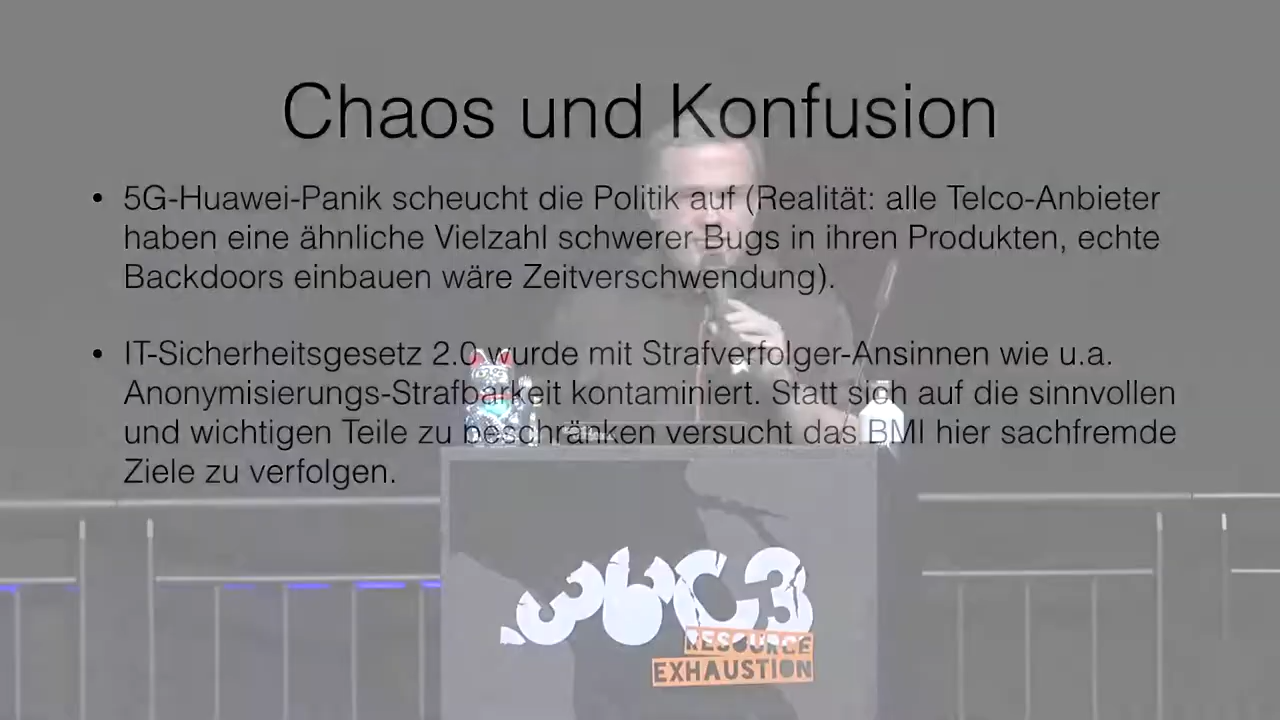 Chaos und Konfusion
• 5G-Huawei-Panik scheucht die Politik auf (Realität: alle Telco-Anbieter
haben eine ähnliche Vielzahl schwerer Bugs in ihren Produkten, echte
Backdoors einbauen wäre Zeitverschwendung).
• IT-Sicherheitsgesetz 2.0 wurde mit Strafverfolger-Ansinnen wie u.a.
Anonymisierungs-Strafbarkeit kontaminiert. Statt sich auf die sinnvollen
und wichtigen Teile zu beschränken versucht das BMI hier sachfremde
Ziele zu verfolgen.
36C3
RESOURCE
EXHAUSTION